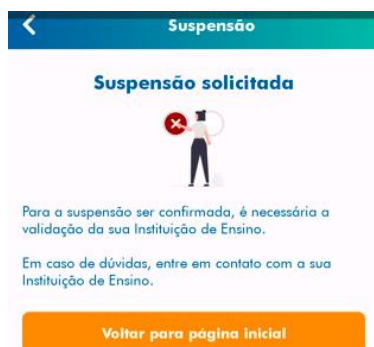 Suspensão
Suspensão solicitada
Para a suspensão ser confirmada, é necessária a
validação da sua Instituição de Ensino.
Em caso de dúvidas, entre em contato com a sua
Instituição de Ensino.
Voltar para página inicial